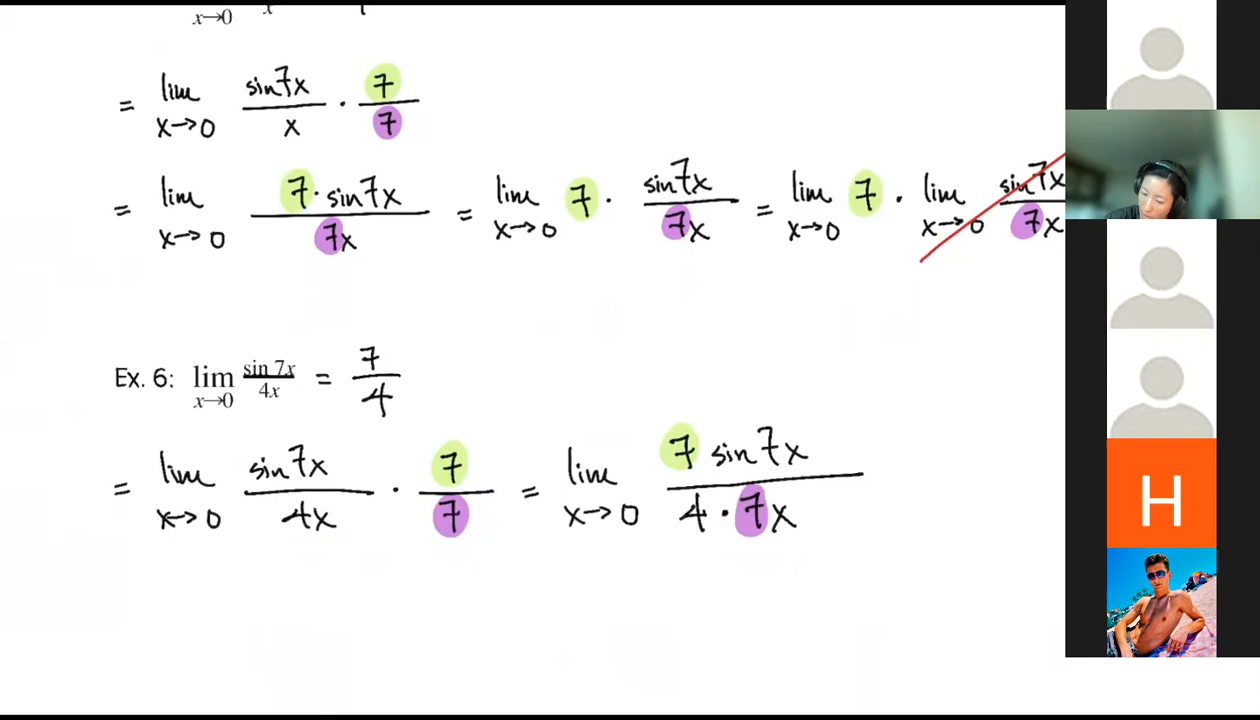 x→0 x
= lim x→0 sin7x / x · 7 / 7
= lim x→0 7·sin7x / 7x = lim x→0 7 · sin7x / 7x = lim x→0 7 · lim x→0 sin7x / 7x
Ex. 6: lim x→0 sin 7x / 4x = 7 / 4
= lim x→0 sin7x / 4x · 7 / 7 = lim x→0 7 sin7x / 4·7x
H